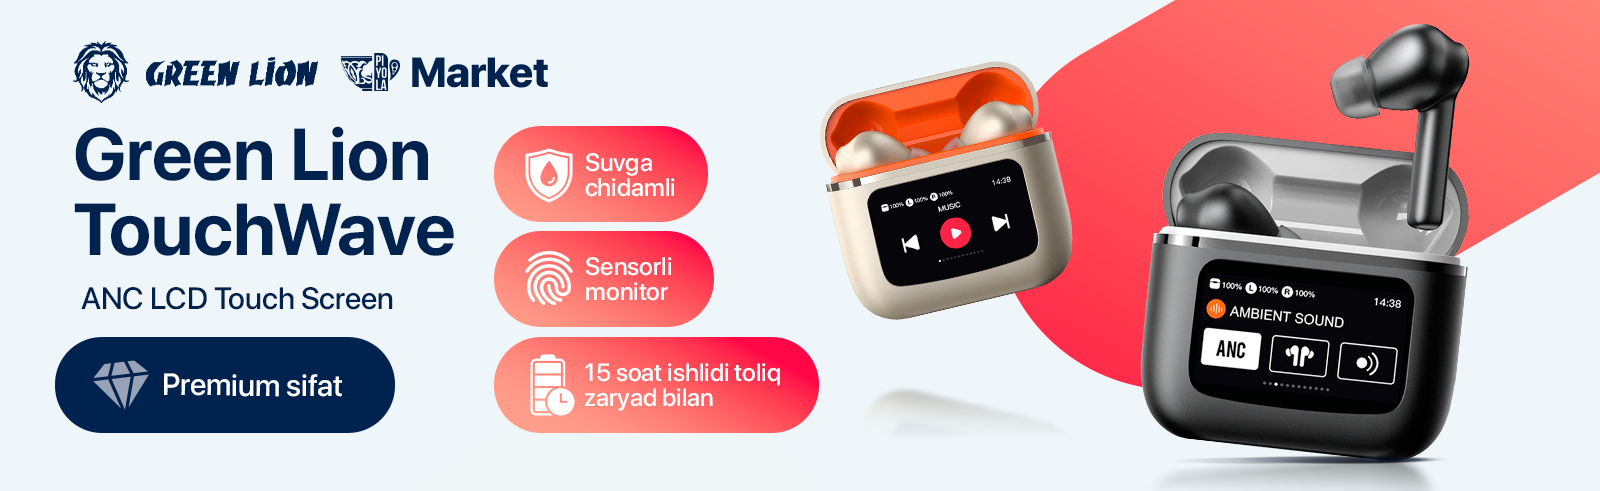 GREEN LION
PIYOLA
Market
Green Lion
TouchWave
ANC LCD Touch Screen
Premium sifat
Suvga
chidamli
Sensorli
monitor
15 soat ishlidi toliq
zaryad bilan
100% L 100% R 100%
14:38
MUSIC
100% L 100% R 100%
14:38
AMBIENT SOUND
ANC